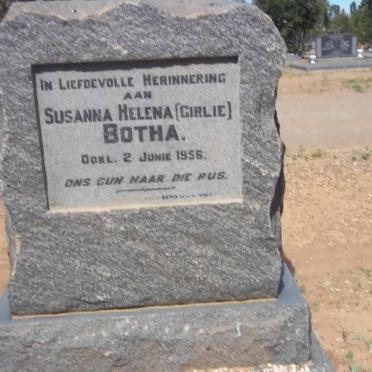 In Liefdevolle Herinnering
aan
Susanna Helena (Girlie)
Botha.
Oorl. 2 Junie 1956.
Ons gun haar die rus.